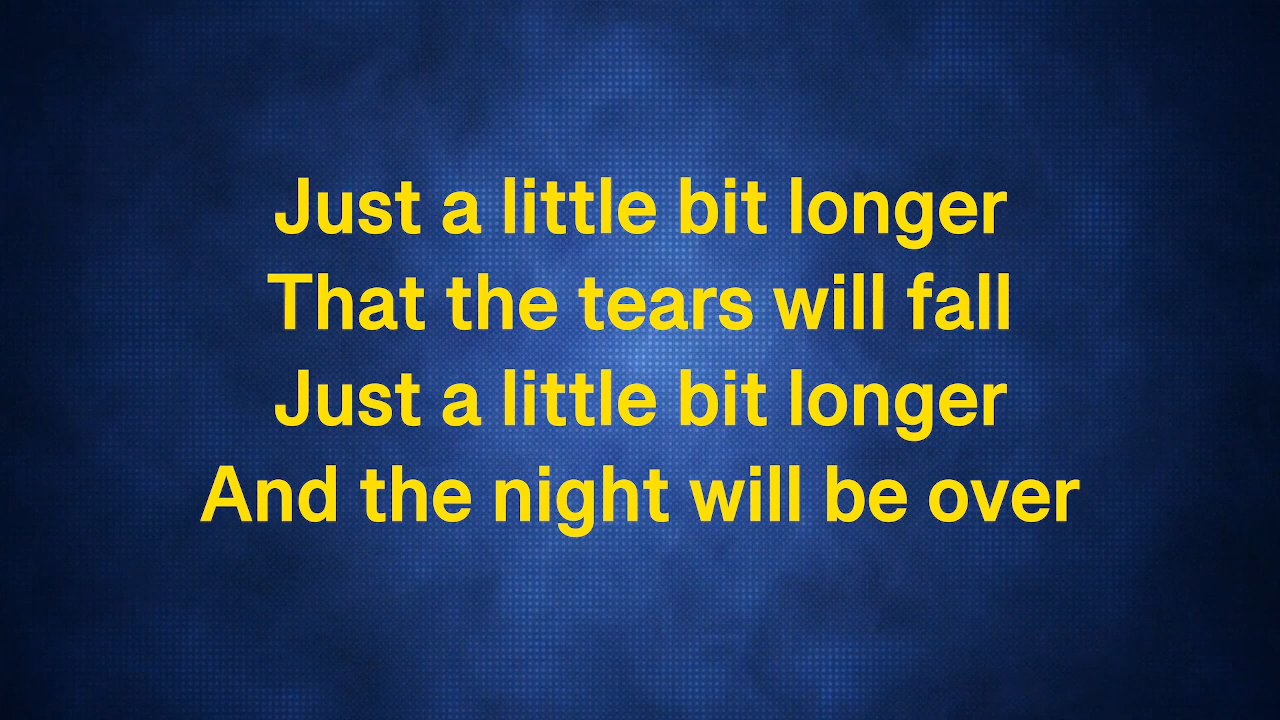 Just a little bit longer
That the tears will fall
Just a little bit longer
And the night will be over